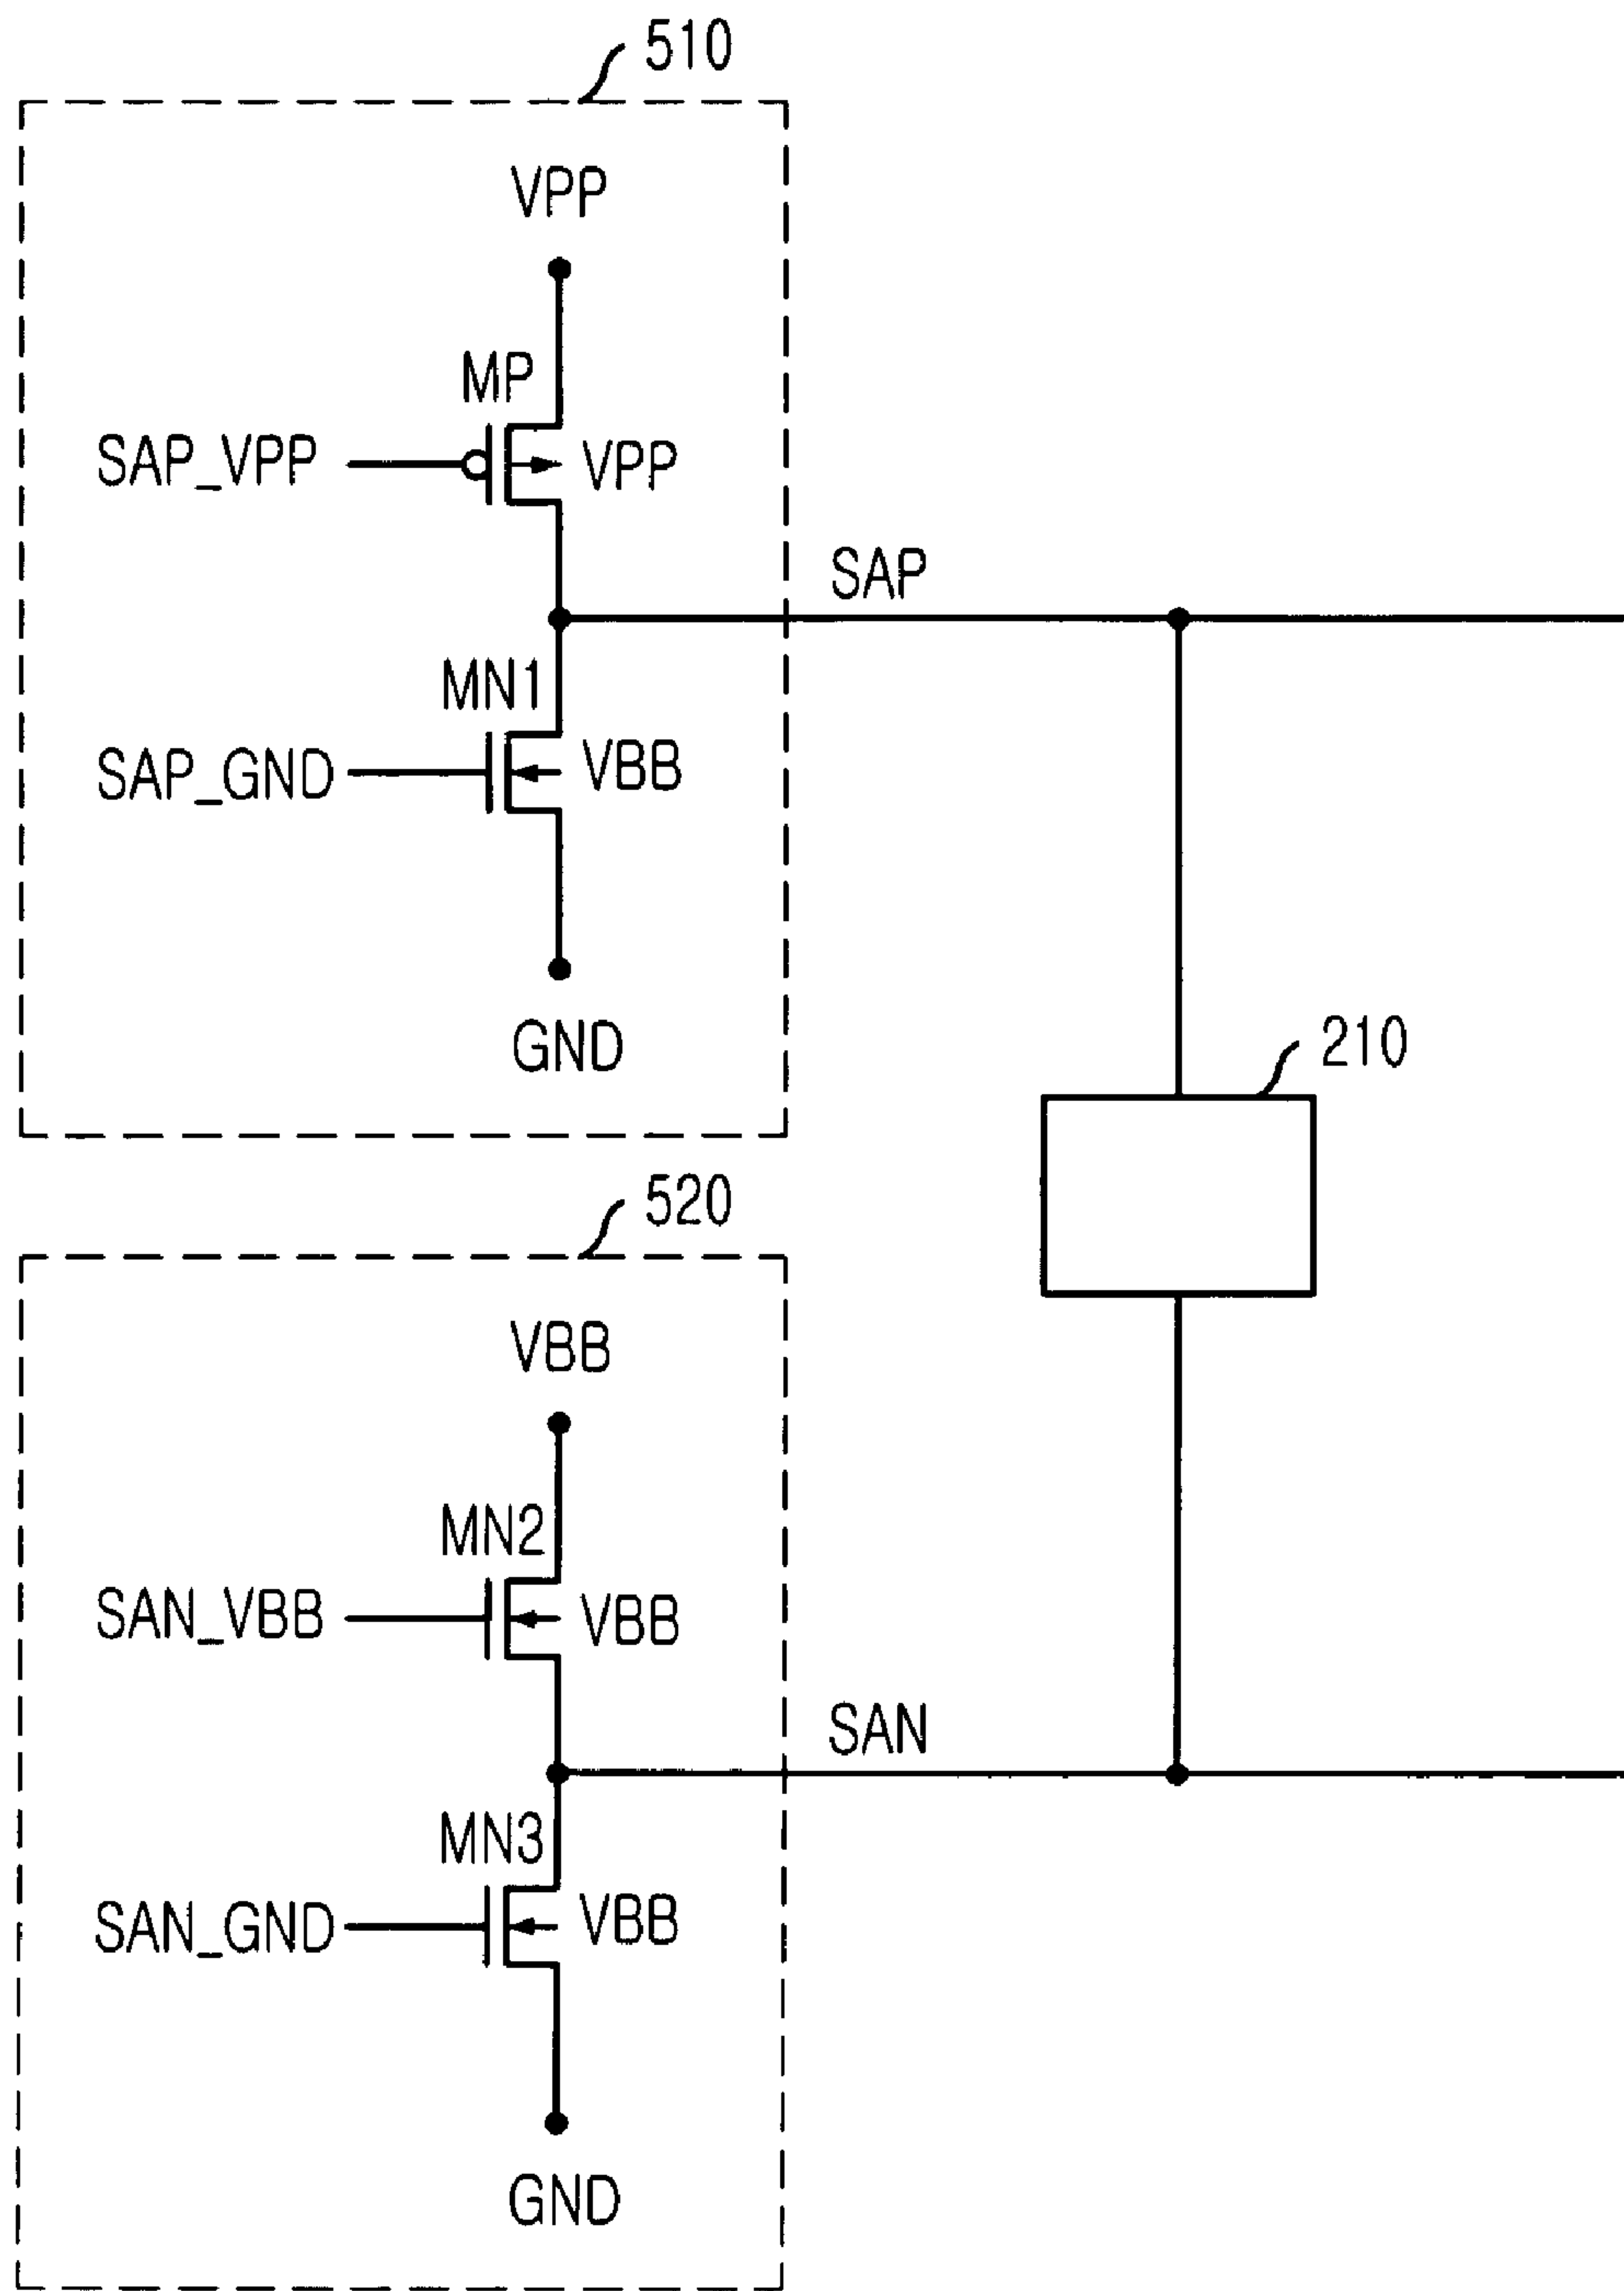 510
VPP
MP
SAP_VPP VPP
SAP
MN1
SAP_GND VBB
GND
210
520
VBB
MN2
SAN_VBB VBB
SAN
MN3
SAN_GND VBB
GND